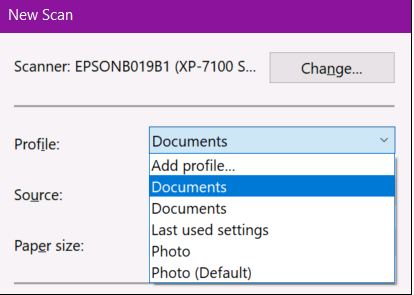 New Scan
Scanner: EPSONB019B1 (XP-7100 S...
Change...
Profile:
Documents
Add profile...
Documents
Source:
Documents
Last used settings
Paper size:
Photo
Photo (Default)